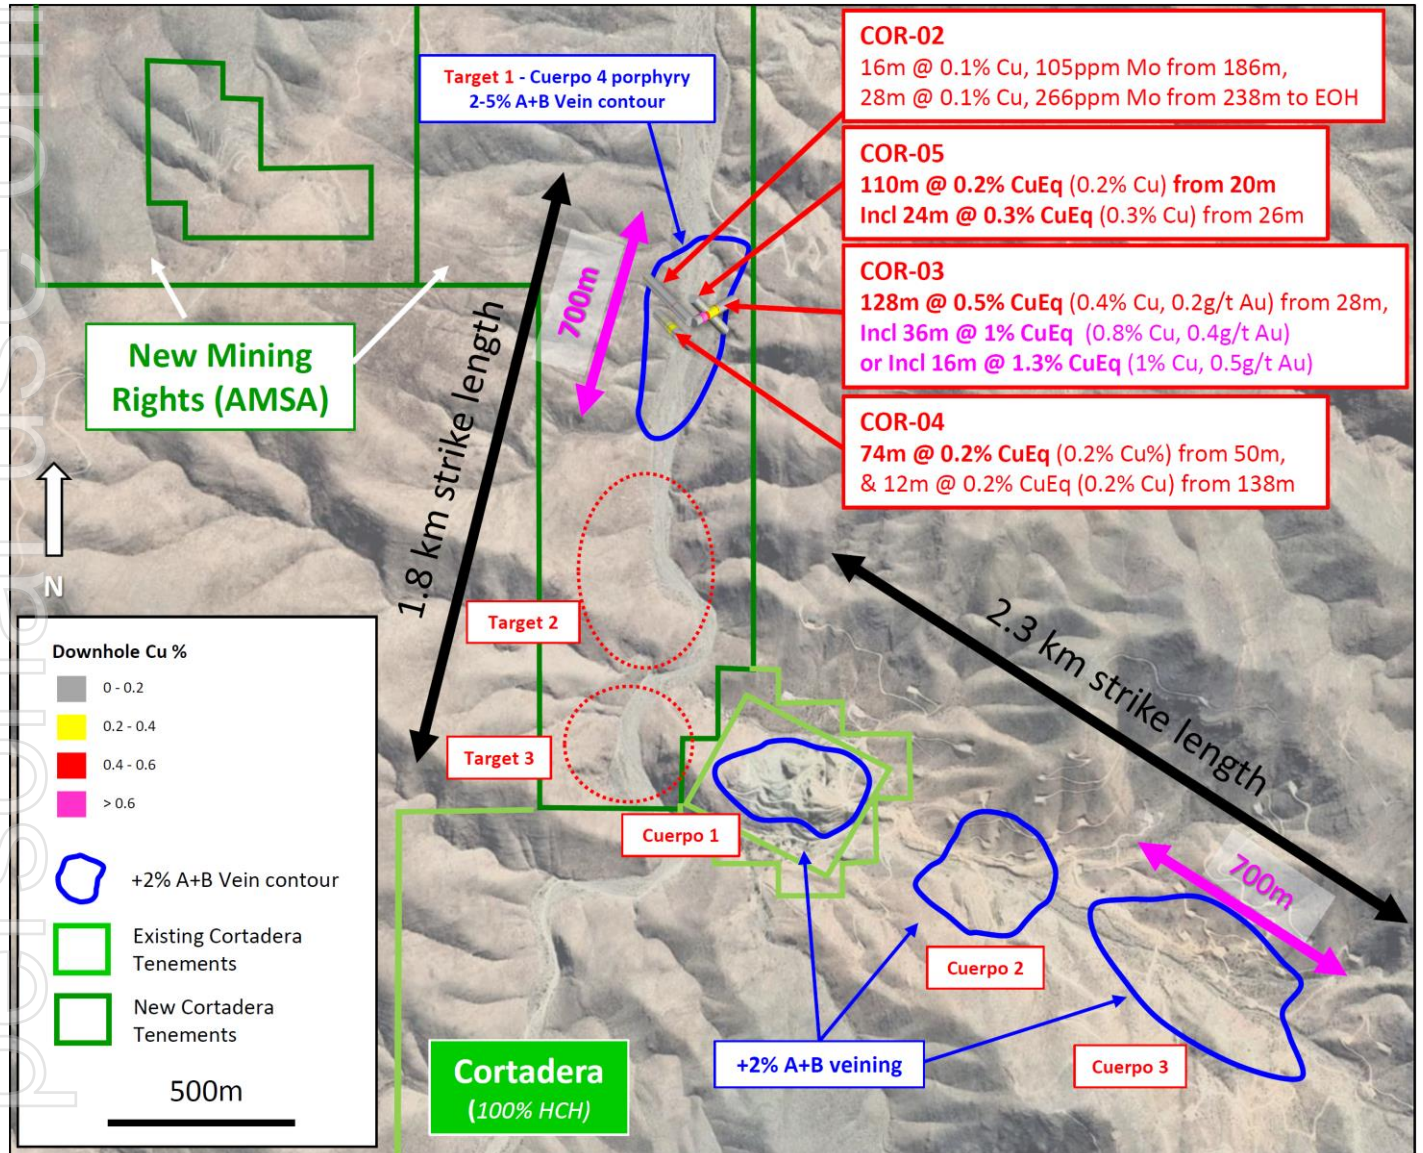 Target 1 - Cuerpo 4 porphyry
2-5% A+B Vein contour
COR-02
16m @ 0.1% Cu, 105ppm Mo from 186m,
28m @ 0.1% Cu, 266ppm Mo from 238m to EOH
COR-05
110m @ 0.2% CuEq (0.2% Cu) from 20m
Incl 24m @ 0.3% CuEq (0.3% Cu) from 26m
COR-03
128m @ 0.5% CuEq (0.4% Cu, 0.2g/t Au) from 28m,
Incl 36m @ 1% CuEq (0.8% Cu, 0.4g/t Au)
or Incl 16m @ 1.3% CuEq (1% Cu, 0.5g/t Au)
COR-04
74m @ 0.2% CuEq (0.2% Cu%) from 50m,
& 12m @ 0.2% CuEq (0.2% Cu) from 138m
New Mining
Rights (AMSA)
700m
1.8 km strike length
N
2.3 km strike length
700m
Target 2
Target 3
Cuerpo 1
Cuerpo 2
Cuerpo 3
+2% A+B veining
Cortadera
(100% HCH)
Downhole Cu %
0 - 0.2
0.2 - 0.4
0.4 - 0.6
> 0.6
+2% A+B Vein contour
Existing Cortadera
Tenements
New Cortadera
Tenements
500m